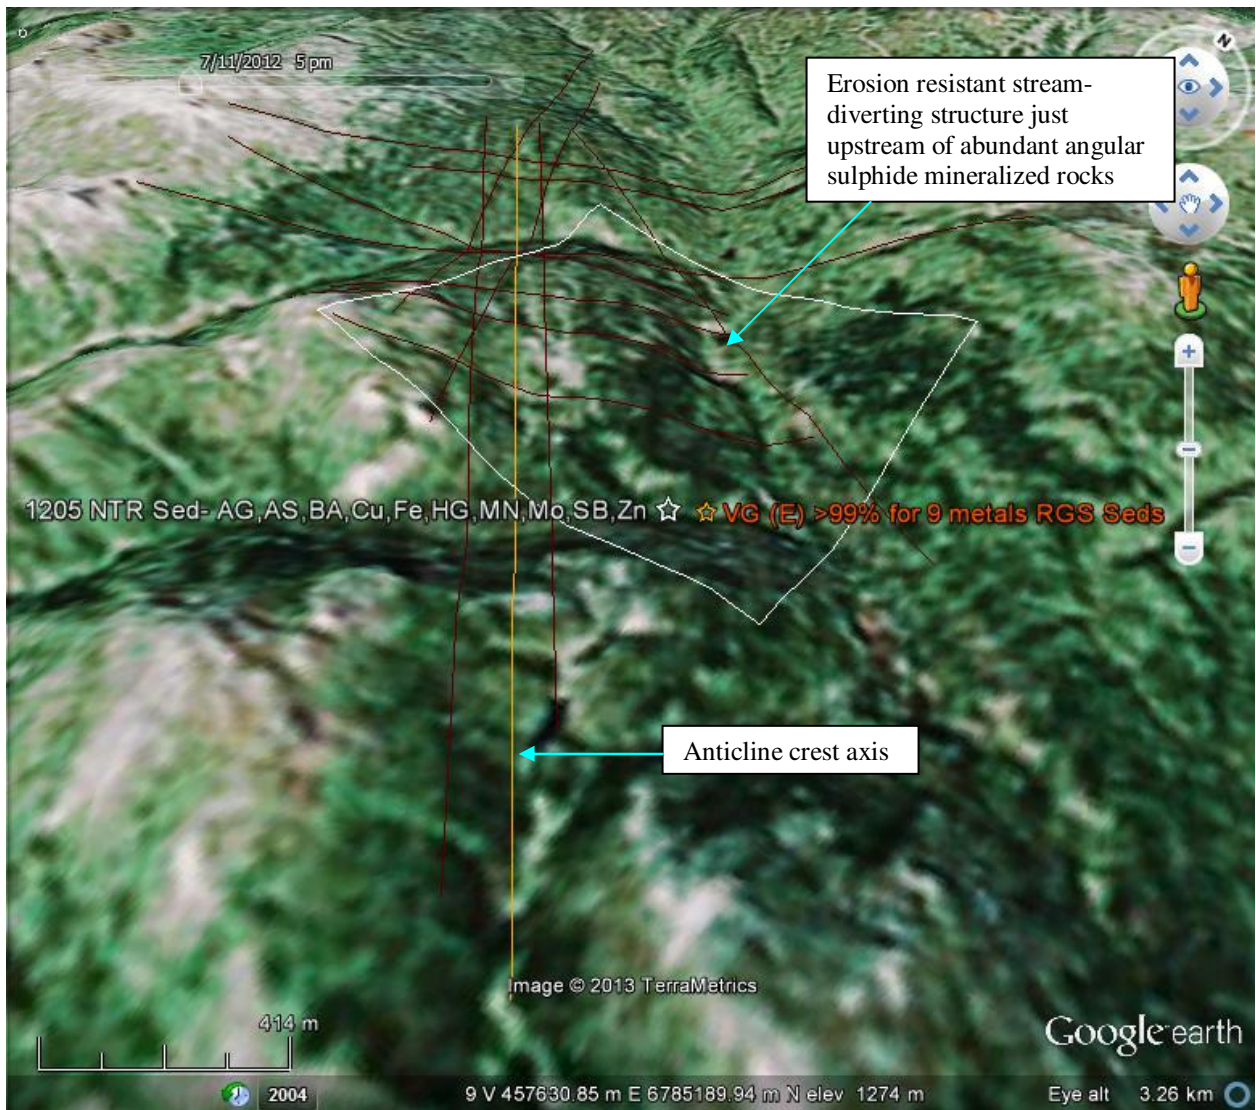 N
7/11/2012 5 pm
Erosion resistant stream-
diverting structure just
upstream of abundant angular
sulphide mineralized rocks
1205 NTR Sed- AG,AS,BA,Cu,Fe,HG,MN,Mo,SB,Zn VG (E) >99% for 9 metals RGS Seds
Anticline crest axis
Image © 2013 TerraMetrics
414 m
Google earth
2004 9 V 457630.85 m E 6785189.94 m N elev 1274 m Eye alt 3.26 km